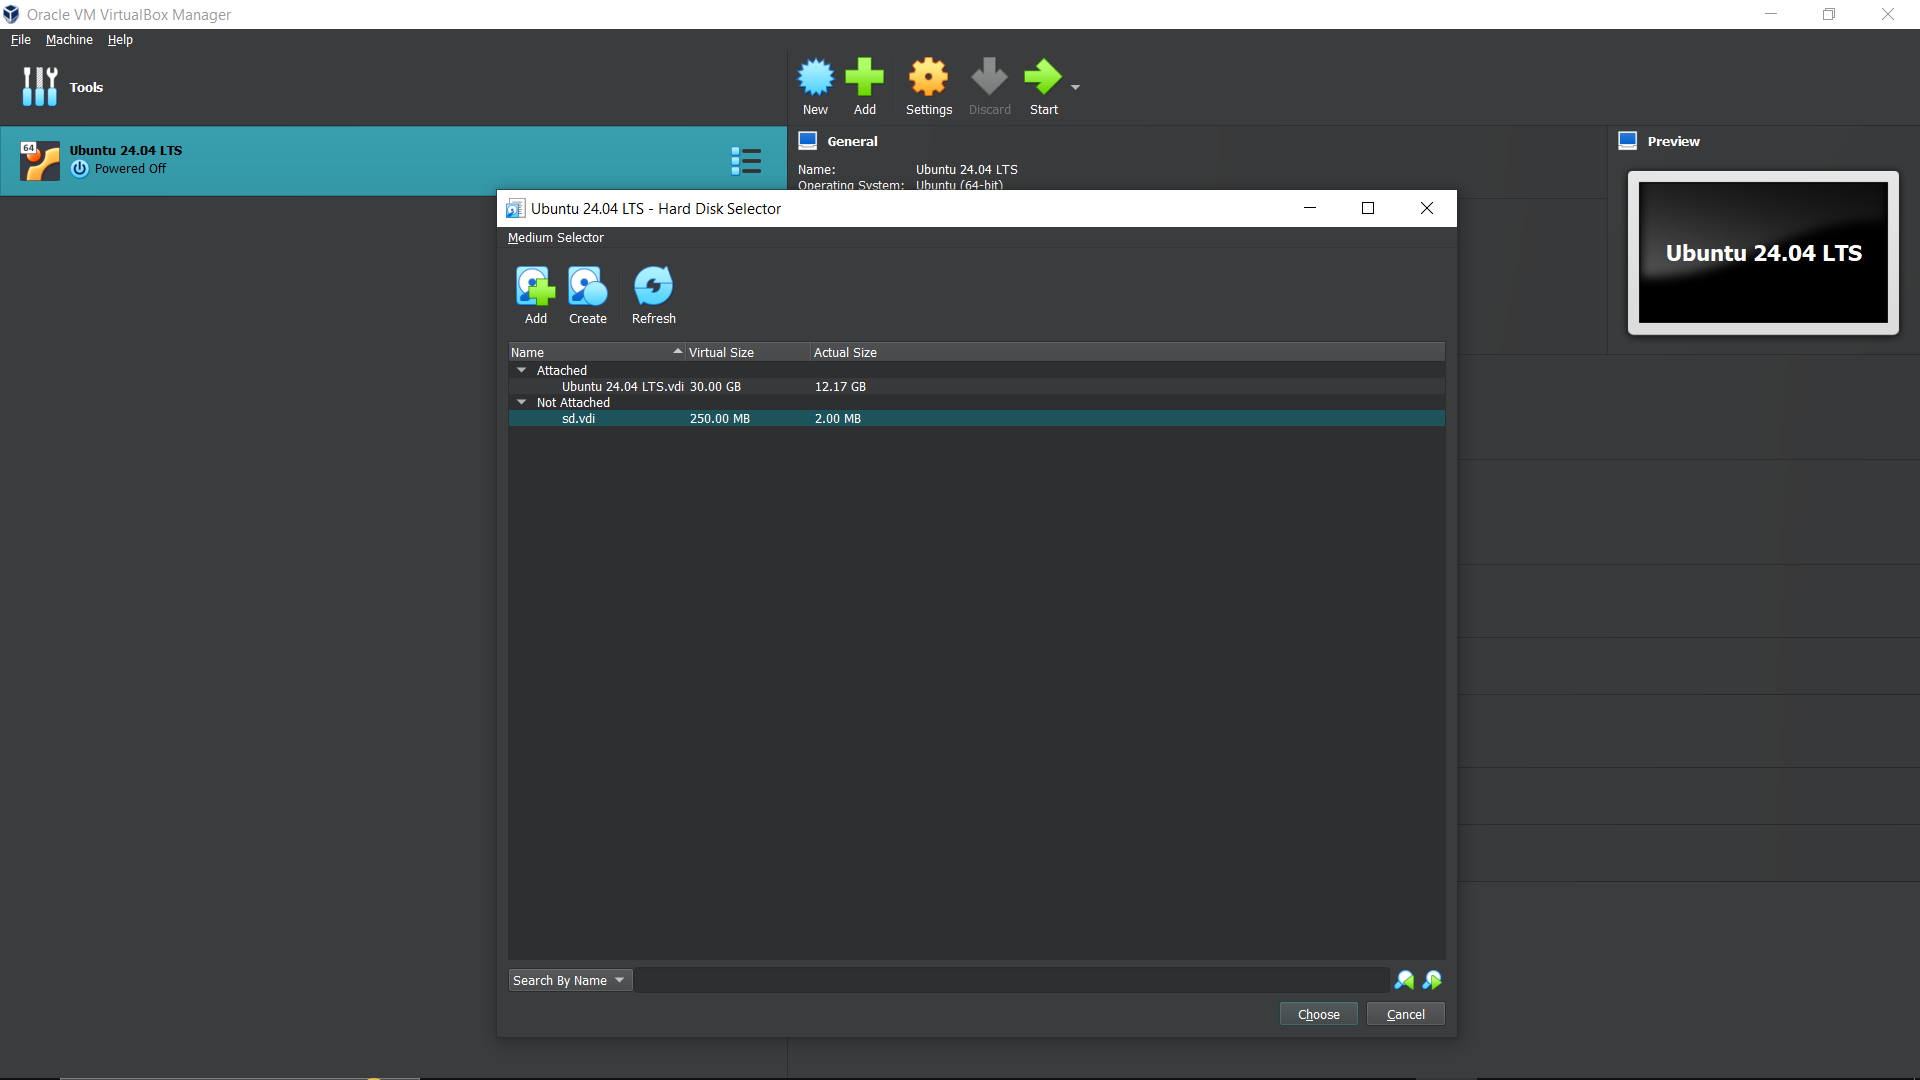 Oracle VM VirtualBox Manager
File Machine Help
Tools
New Add Settings Discard Start
64
Ubuntu 24.04 LTS
Powered Off
General
Name: Ubuntu 24.04 LTS
Operating System: Ubuntu (64-bit)
Preview
Ubuntu 24.04 LTS
Ubuntu 24.04 LTS - Hard Disk Selector
Medium Selector
Add Create Refresh
Name Virtual Size Actual Size
Attached
Ubuntu 24.04 LTS.vdi 30.00 GB 12.17 GB
Not Attached
sd.vdi 250.00 MB 2.00 MB
Search By Name
Choose Cancel